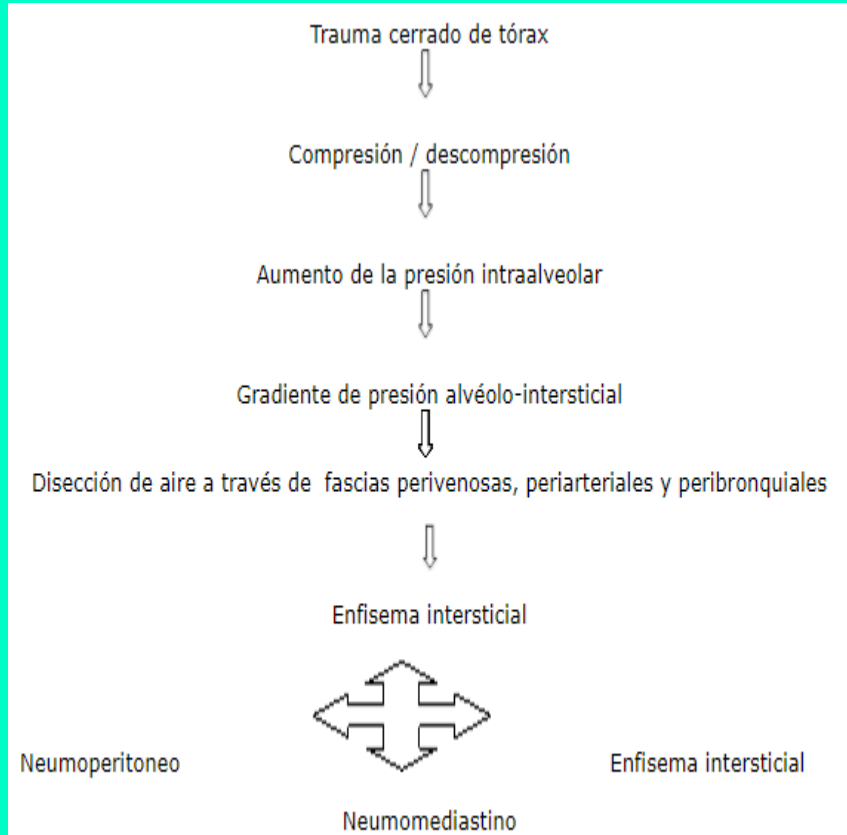 Trauma cerrado de tórax
Compresión / descompresión
Aumento de la presión intraalveolar
Gradiente de presión alvéolo-intersticial
Disección de aire a través de fascias perivenosas, periarteriales y peribronquiales
Enfisema intersticial
Neumoperitoneo
Enfisema intersticial
Neumomediastino